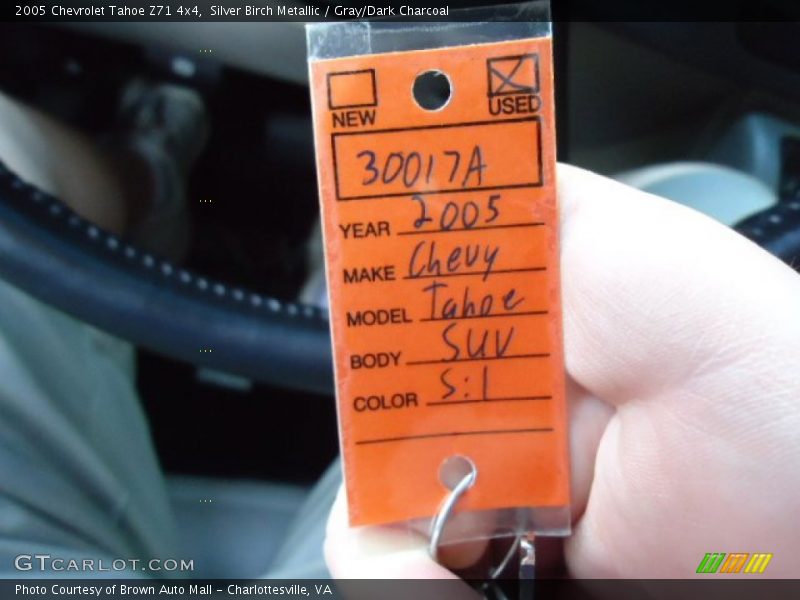 2005 Chevrolet Tahoe Z71 4x4, Silver Birch Metallic / Gray/Dark Charcoal
NEW
USED
30017A
YEAR 2005
MAKE Chevy
MODEL Tahoe
BODY SUV
COLOR Sil
GTCARLOT.COM
Photo Courtesy of Brown Auto Mall - Charlottesville, VA